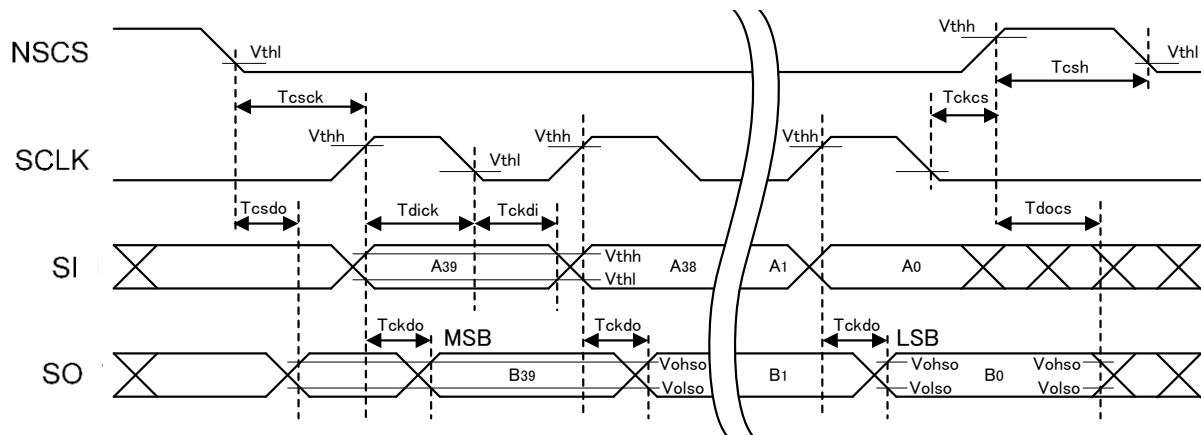 NSCS
Vthl
Vthh
Vthl
Tcsh
Tcsck
Tckcs
SCLK
Vthh
Vthl
Vthh
Vthh
Tcsdo
Tdick
Tckdi
Tdocs
SI
A39
Vthh
Vthl
A38
A1
A0
Tckdo
MSB
Tckdo
Tckdo
LSB
SO
B39
Vohso
Volso
B1
Vohso
Volso
B0
Vohso
Volso